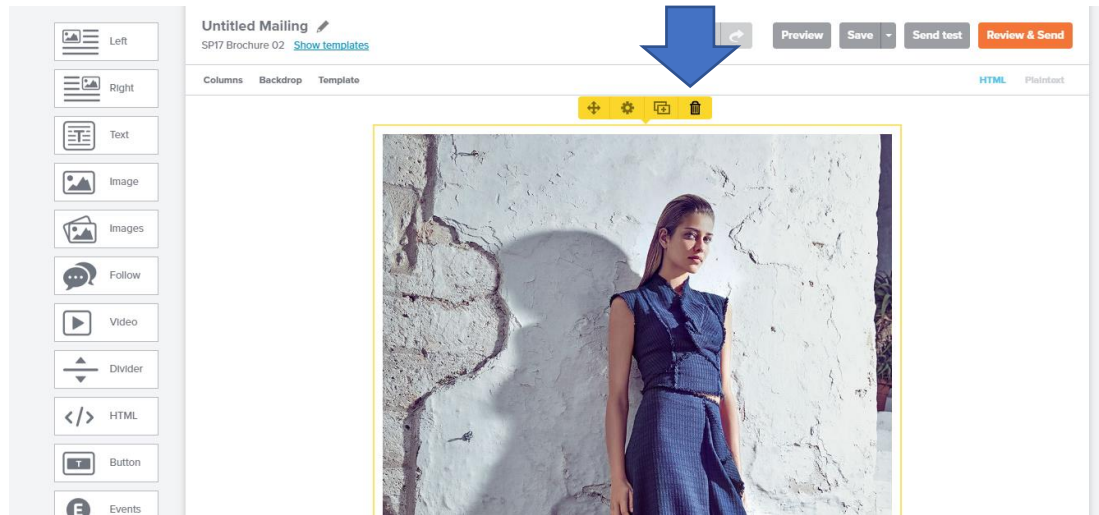 Left
Right
Text
Image
Images
Follow
Video
Divider
HTML
Button
Events
Untitled Mailing
SP17 Brochure 02 Show templates
Preview Save Send test Review & Send
Columns Backdrop Template HTML Plaintext